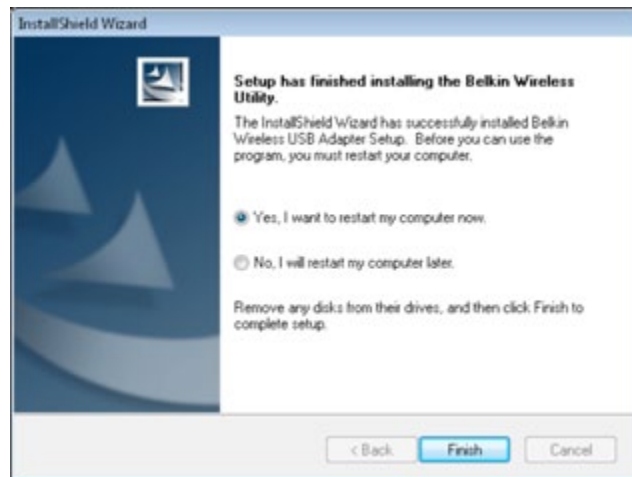 InstallShield Wizard
Setup has finished installing the Belkin Wireless
Utility.
The InstallShield Wizard has successfully installed Belkin
Wireless USB Adapter Setup.  Before you can use the
program, you must restart your computer.
Yes, I want to restart my computer now.
No, I will restart my computer later.
Remove any disks from their drives, and then click Finish to
complete setup.
< Back Finish Cancel